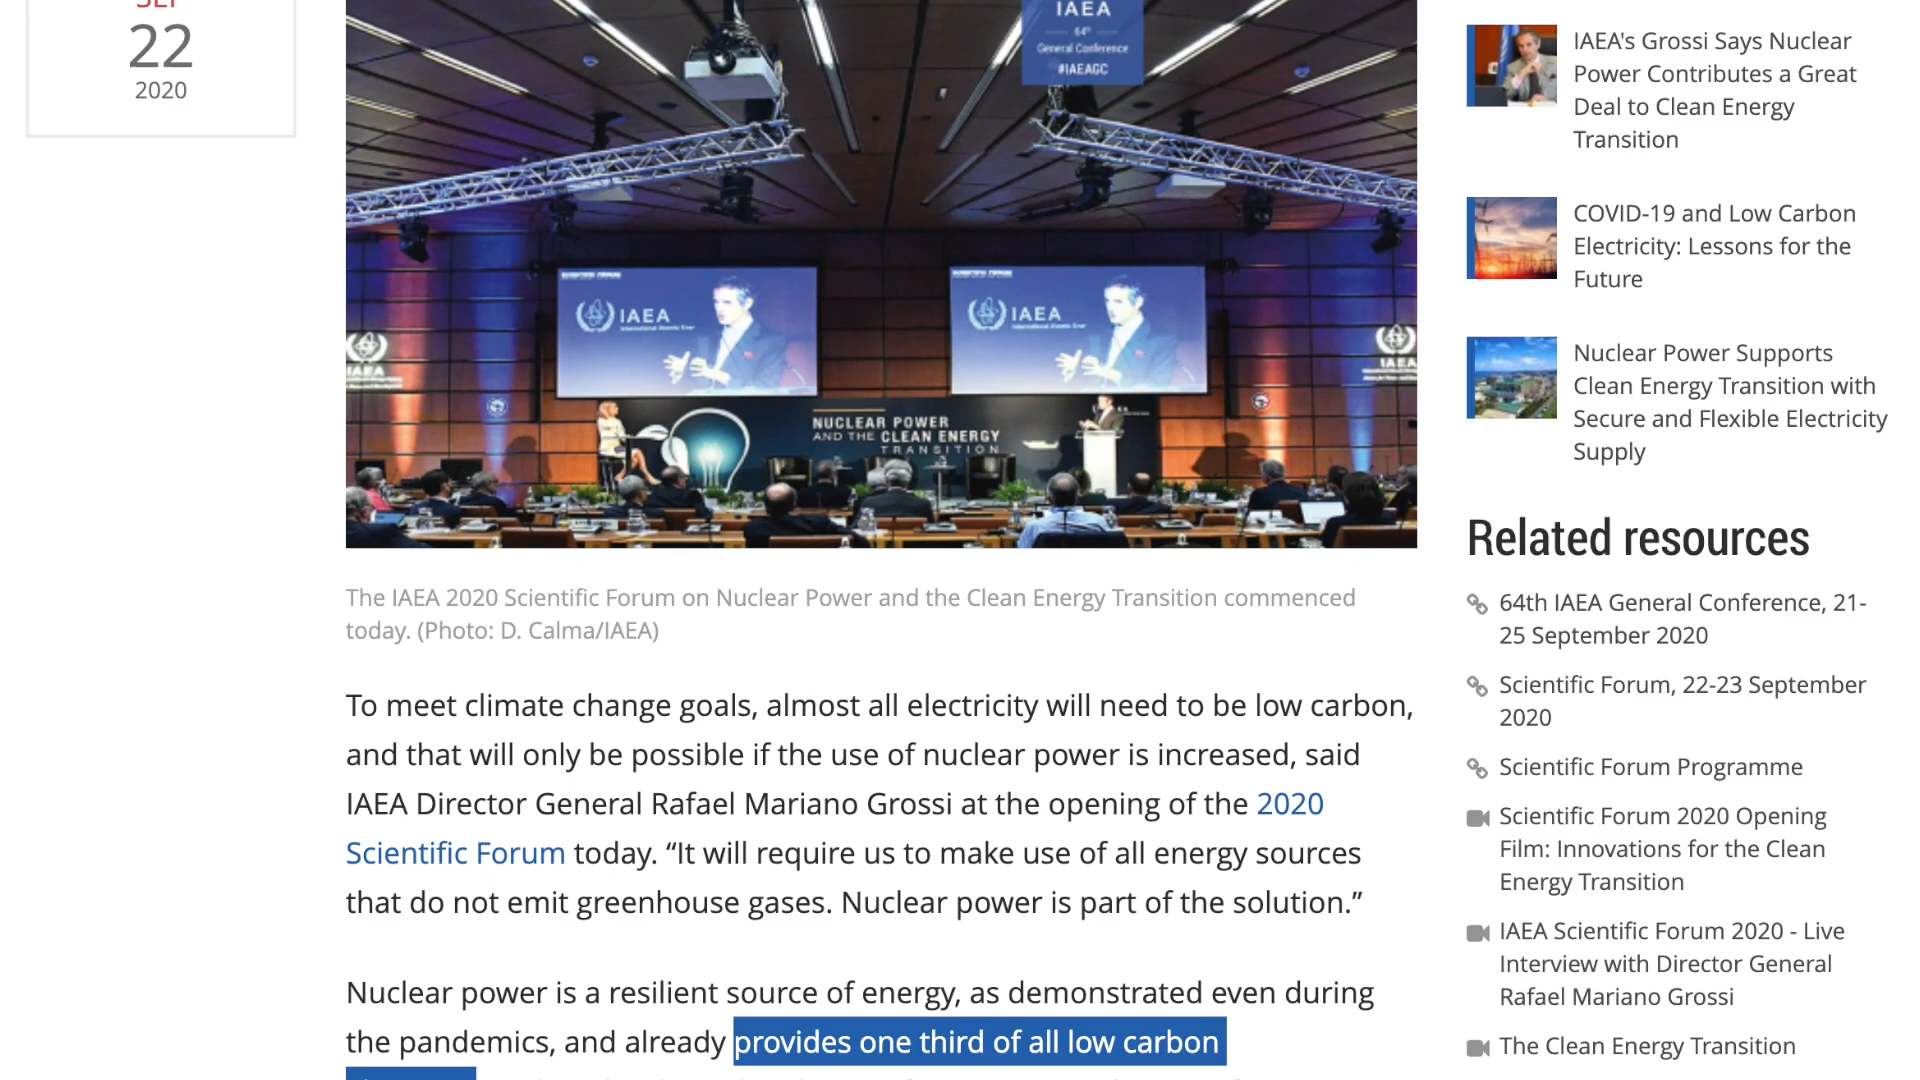 SEP
22
2020
IAEA
64th
General Conference
#IAEAGC
SCIENTIFIC FORUM
IAEA
SCIENTIFIC FORUM
IAEA
IAEA
IAEA
NUCLEAR POWER
AND THE CLEAN ENERGY
TRANSITION
The IAEA 2020 Scientific Forum on Nuclear Power and the Clean Energy Transition commenced
today. (Photo: D. Calma/IAEA)
To meet climate change goals, almost all electricity will need to be low carbon,
and that will only be possible if the use of nuclear power is increased, said
IAEA Director General Rafael Mariano Grossi at the opening of the 2020
Scientific Forum today. “It will require us to make use of all energy sources
that do not emit greenhouse gases. Nuclear power is part of the solution.”
Nuclear power is a resilient source of energy, as demonstrated even during
the pandemics, and already provides one third of all low carbon
IAEA's Grossi Says Nuclear
Power Contributes a Great
Deal to Clean Energy
Transition
COVID-19 and Low Carbon
Electricity: Lessons for the
Future
Nuclear Power Supports
Clean Energy Transition with
Secure and Flexible Electricity
Supply
Related resources
64th IAEA General Conference, 21-
25 September 2020
Scientific Forum, 22-23 September
2020
Scientific Forum Programme
Scientific Forum 2020 Opening
Film: Innovations for the Clean
Energy Transition
IAEA Scientific Forum 2020 - Live
Interview with Director General
Rafael Mariano Grossi
The Clean Energy Transition